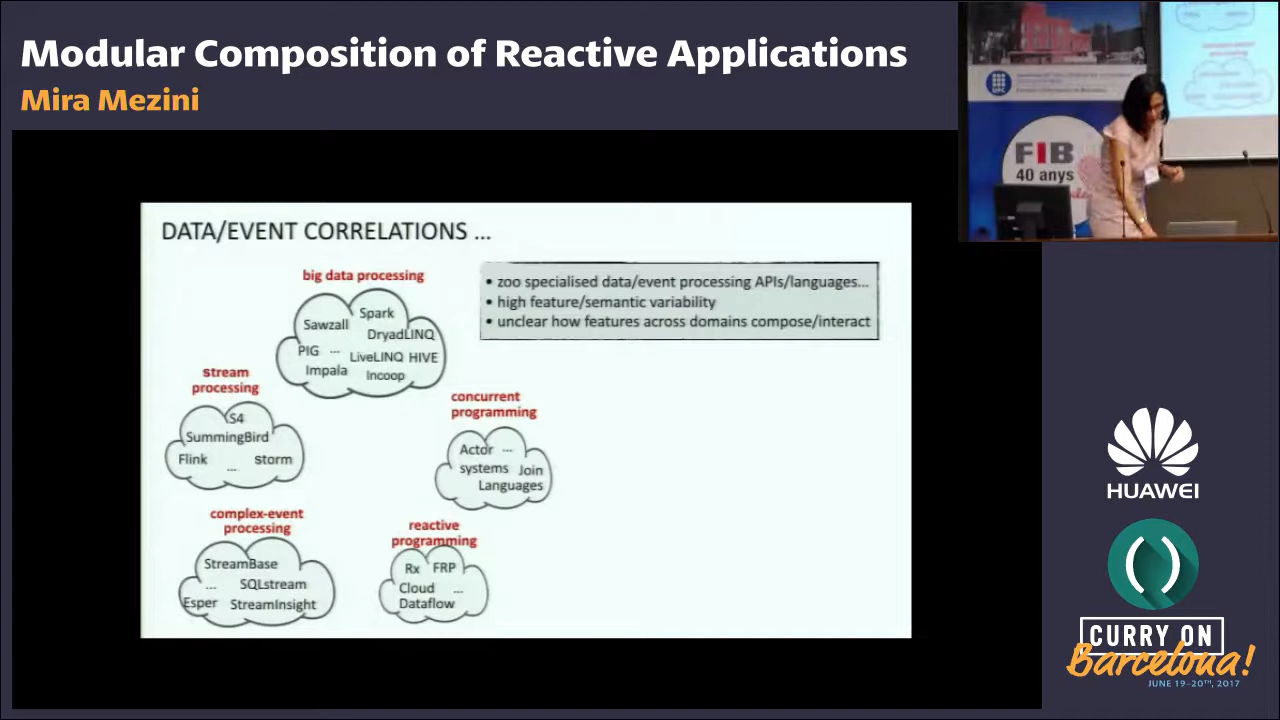 Modular Composition of Reactive Applications
Mira Mezini
FIB
40 anys
UPC
DATA/EVENT CORRELATIONS ...
big data processing
Sawzall
Spark
DryadLINQ
PIG ... LiveLINQ HIVE
Impala
Incoop
• zoo specialised data/event processing APIs/languages...
• high feature/semantic variability
• unclear how features across domains compose/interact
stream
processing
S4
SummingBird
Flink ... storm
concurrent
programming
Actor ...
systems Join
Languages
complex-event
processing
StreamBase
... SQLstream
Esper StreamInsight
reactive
programming
Rx FRP
Cloud ...
Dataflow
HUAWEI
CURRY ON
Barcelona!
JUNE 19-20TH, 2017